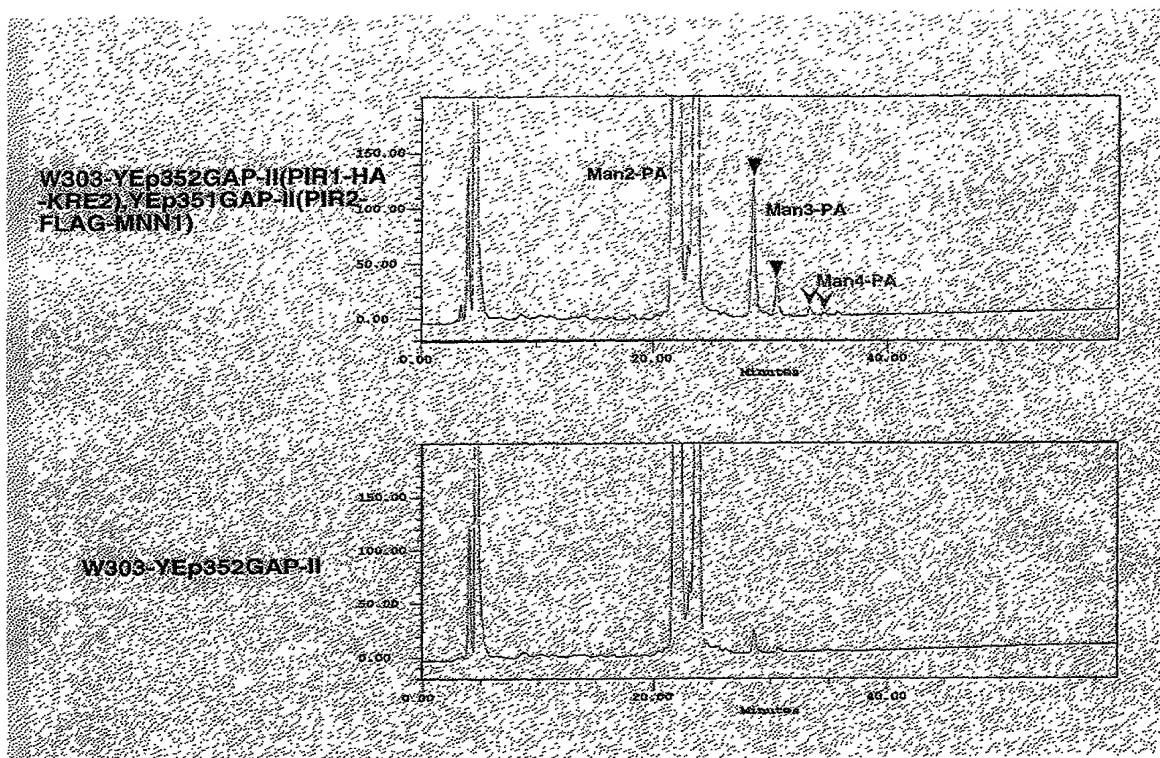 W303-YEp352GAP-II(PIR1-HA
-KRE2),YEp351GAP-II(PIR2-
FLAG-MNN1)
150.00
100.00
50.00
0.00
Man2-PA
Man3-PA
Man4-PA
0.00
20.00
40.00
Minutes
W303-YEp352GAP-II
150.00
100.00
50.00
0.00
0.00
20.00
40.00
Minutes